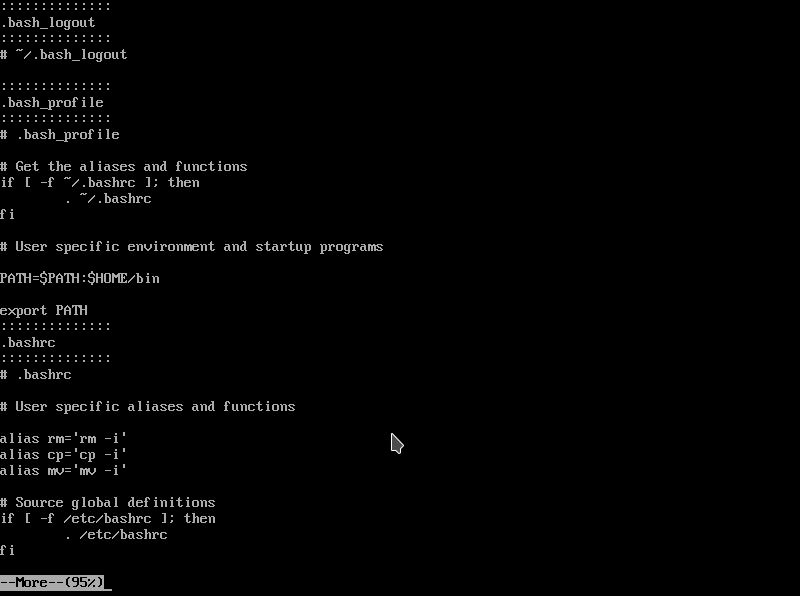 ::::::::::::::
.bash_logout
::::::::::::::
# ~/.bash_logout

::::::::::::::
.bash_profile
::::::::::::::
# .bash_profile

# Get the aliases and functions
if [ -f ~/.bashrc ]; then
        . ~/.bashrc
fi

# User specific environment and startup programs

PATH=$PATH:$HOME/bin

export PATH
::::::::::::::
.bashrc
::::::::::::::
# .bashrc

# User specific aliases and functions

alias rm='rm -i'
alias cp='cp -i'
alias mv='mv -i'

# Source global definitions
if [ -f /etc/bashrc ]; then
        . /etc/bashrc
fi

--More--(95%)_